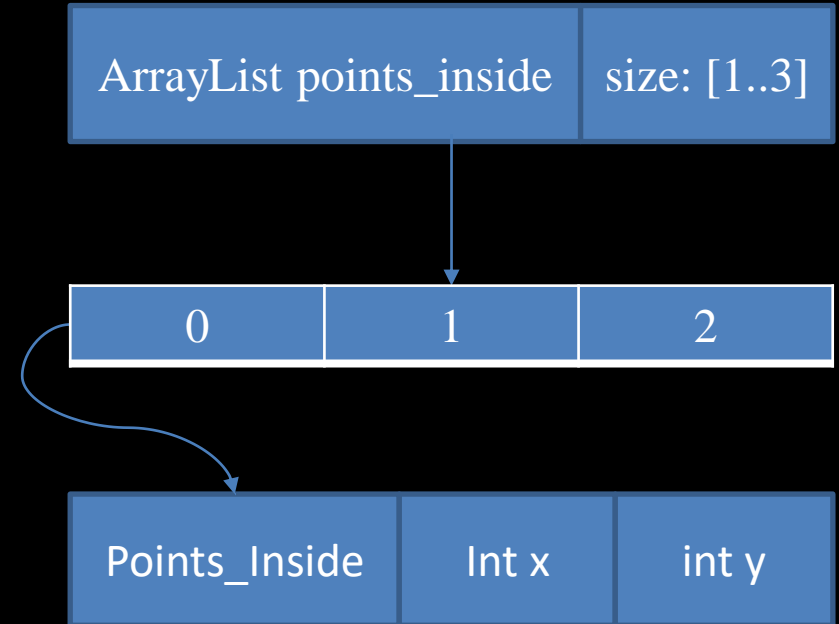 ArrayList points_inside size: [1..3]
0 1 2
Points_Inside Int x int y